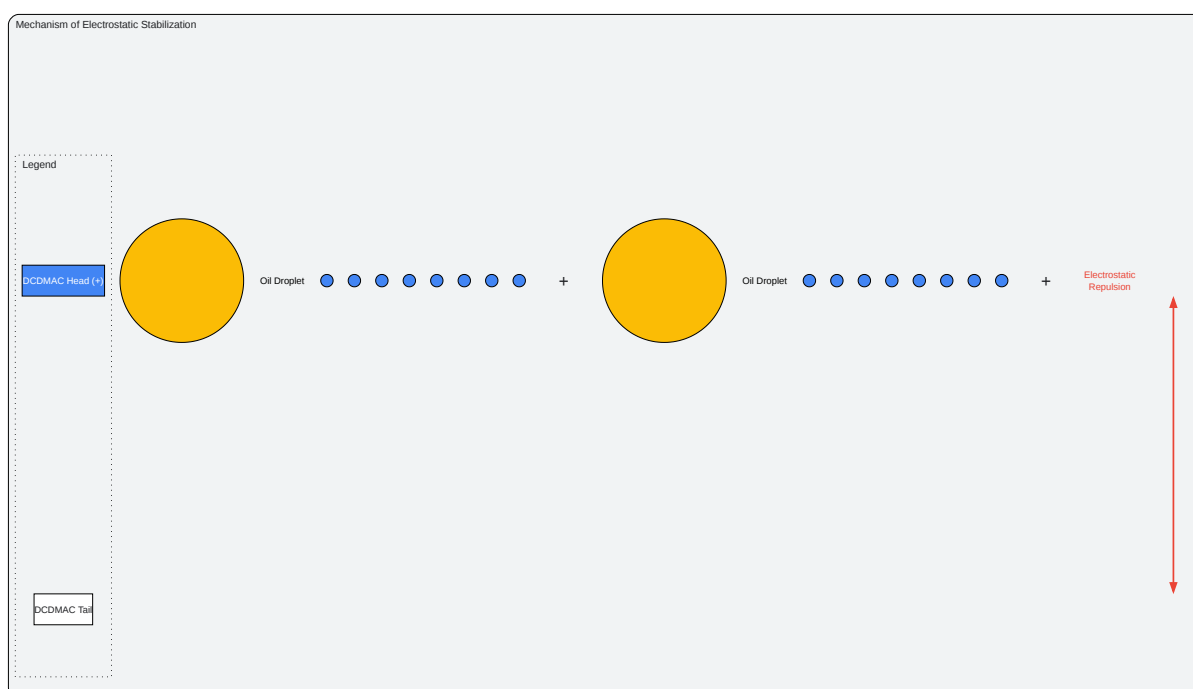 Mechanism of Electrostatic Stabilization
Legend
DCDMAC Head (+)
Oil Droplet
+
Oil Droplet
+
Electrostatic
Repulsion
DCDMAC Tail